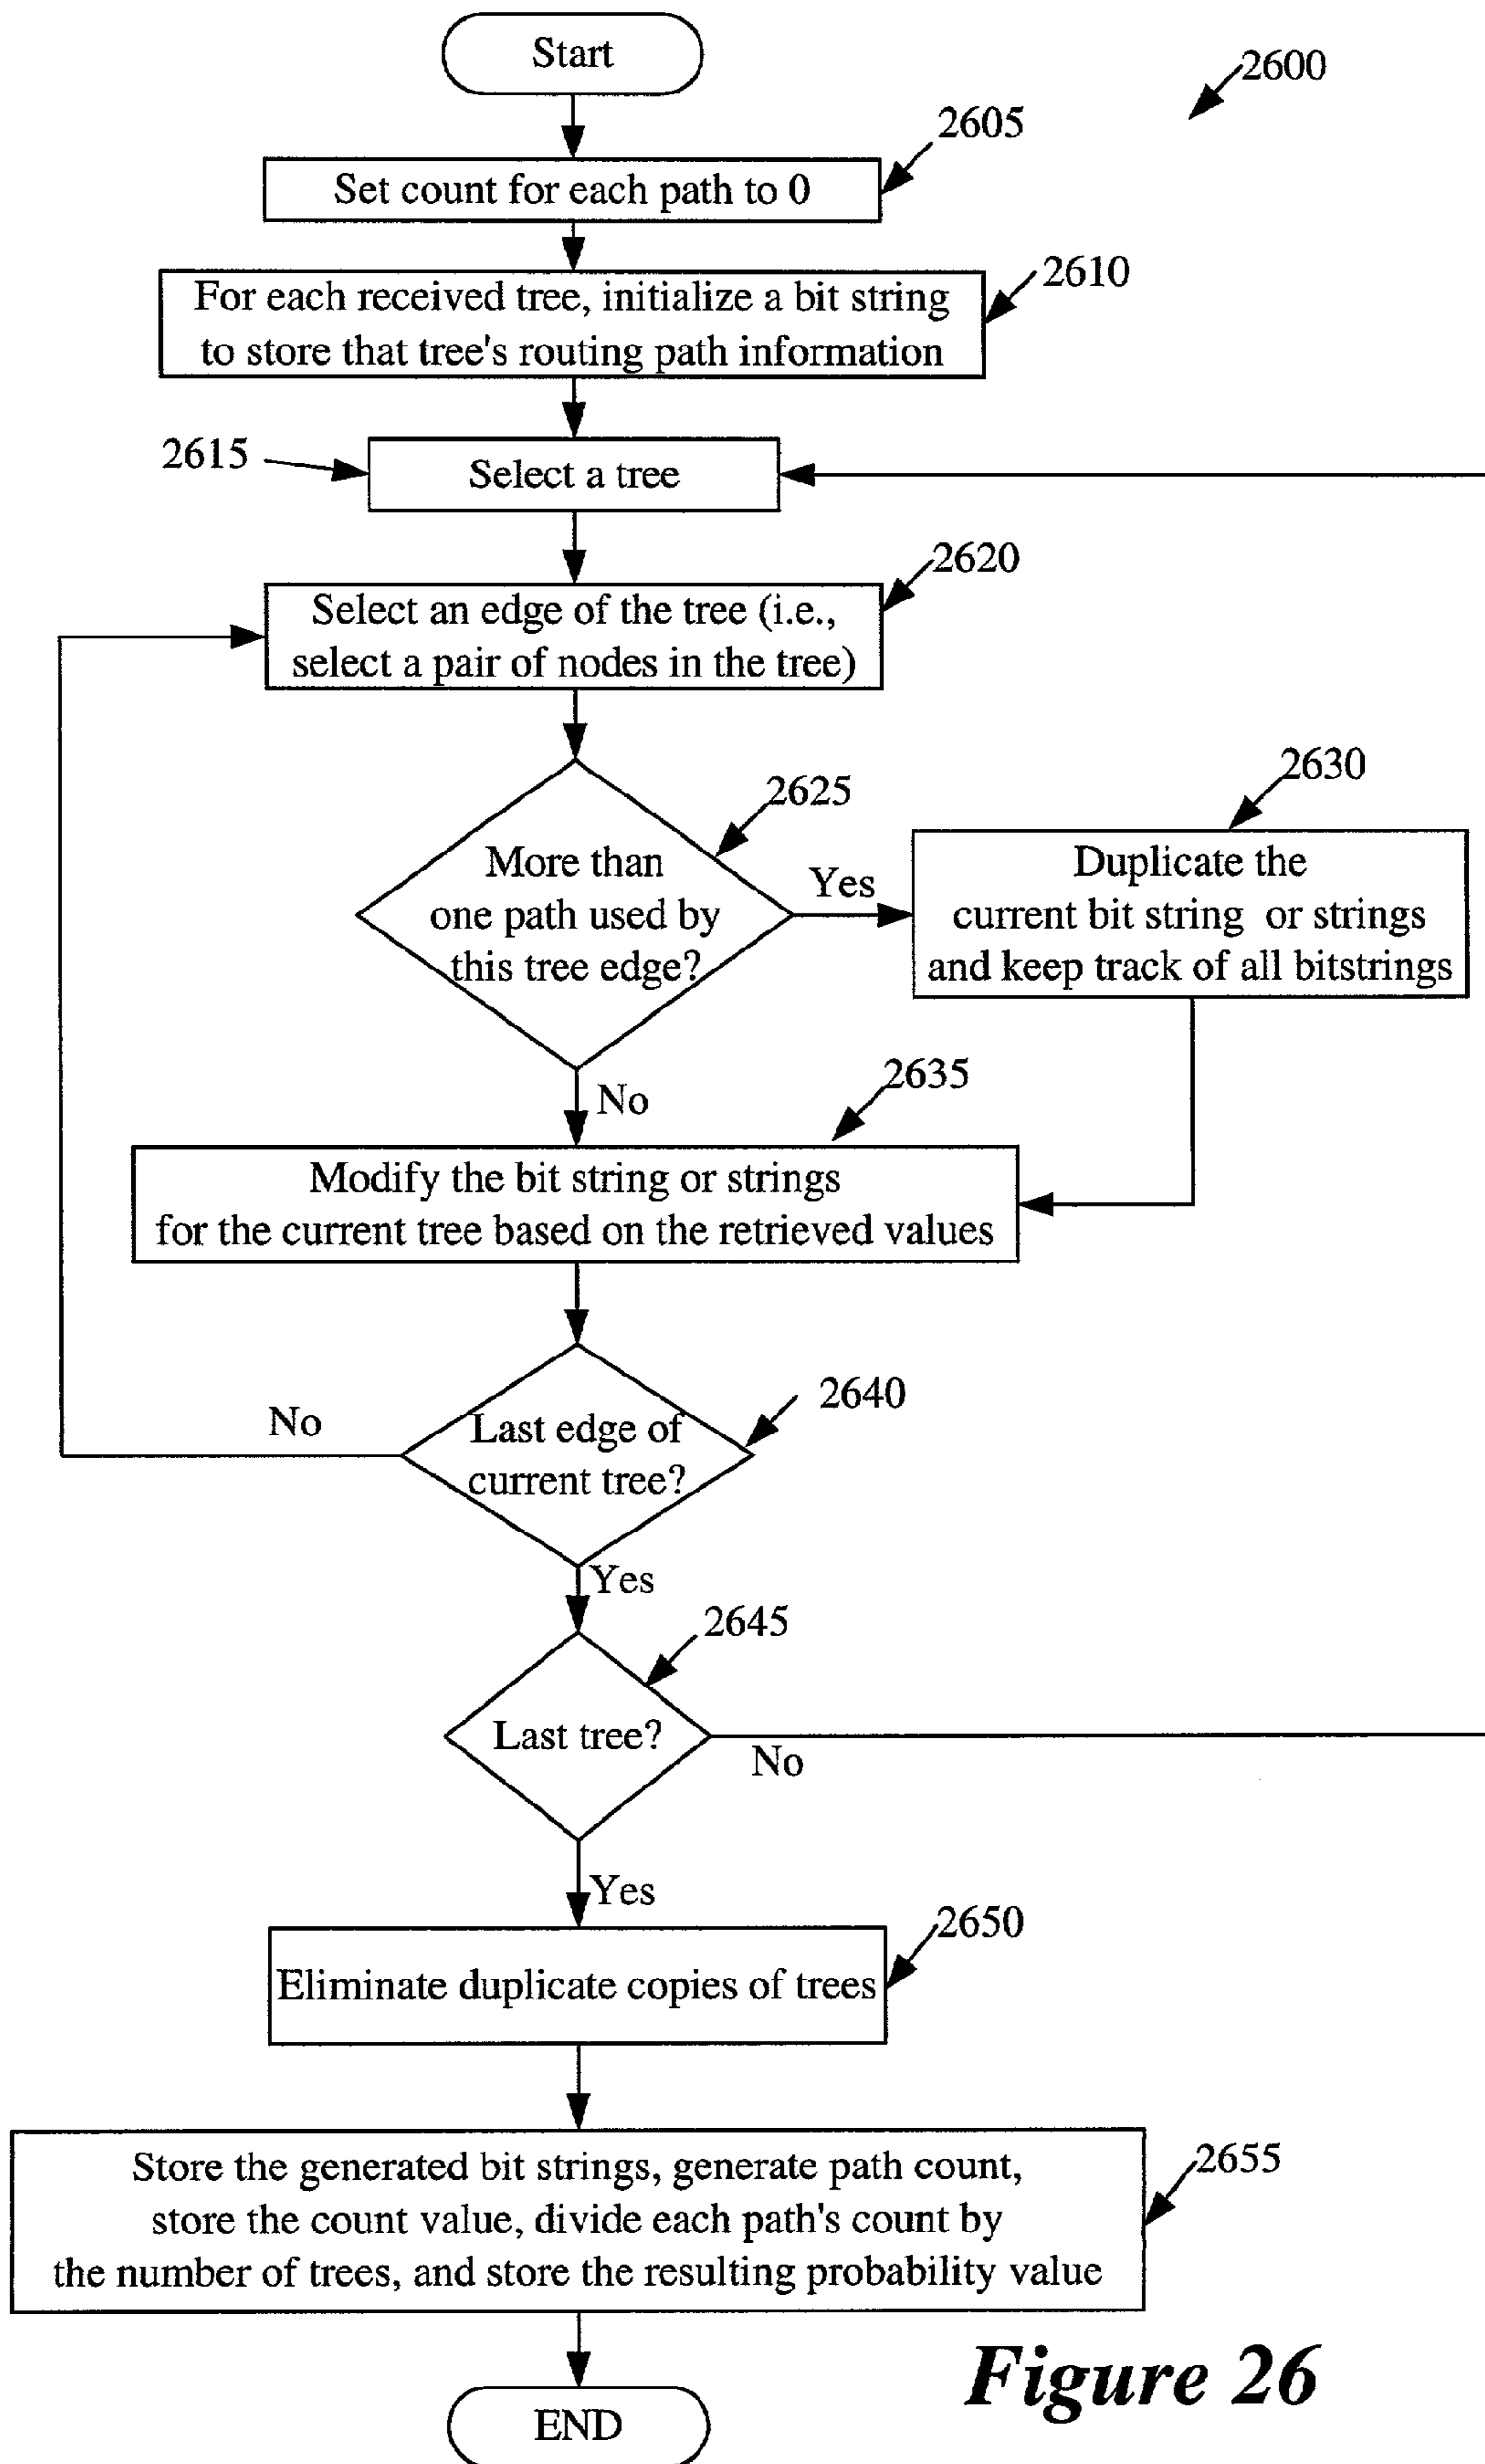 Start
2600
2605
Set count for each path to 0
2610
For each received tree, initialize a bit string
to store that tree's routing path information
2615
Select a tree
2620
Select an edge of the tree (i.e.,
select a pair of nodes in the tree)
2625
2630
More than
one path used by
this tree edge?
Yes
Duplicate the
current bit string or strings
and keep track of all bitstrings
No
2635
Modify the bit string or strings
for the current tree based on the retrieved values
2640
No
Last edge of
current tree?
Yes
2645
Last tree?
No
Yes
2650
Eliminate duplicate copies of trees
2655
Store the generated bit strings, generate path count,
store the count value, divide each path's count by
the number of trees, and store the resulting probability value
Figure 26
END